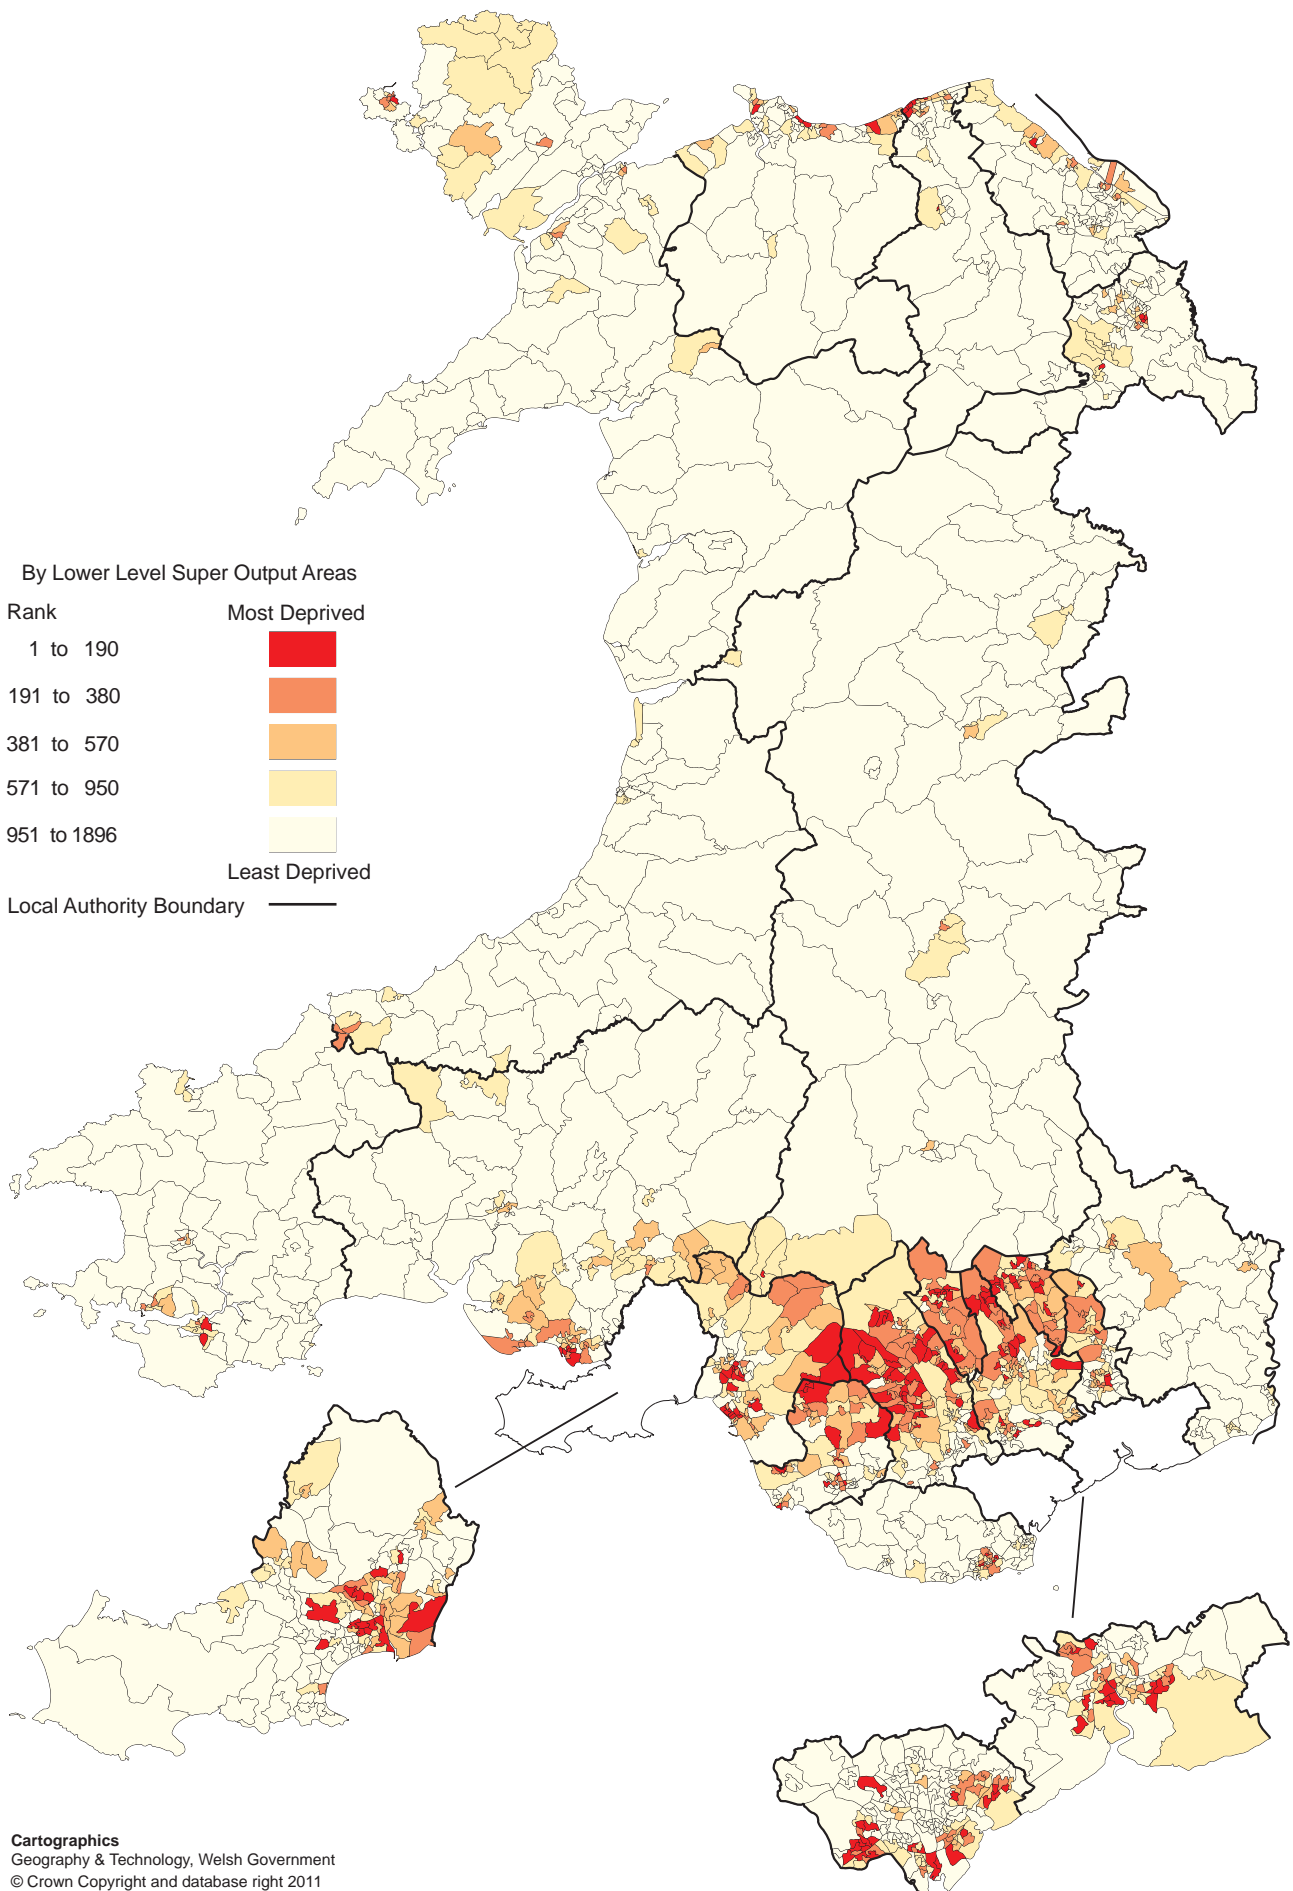 By Lower Level Super Output Areas
Rank Most Deprived
1 to 190
191 to 380
381 to 570
571 to 950
951 to 1896
Least Deprived
Local Authority Boundary
Cartographics
Geography & Technology, Welsh Government
© Crown Copyright and database right 2011